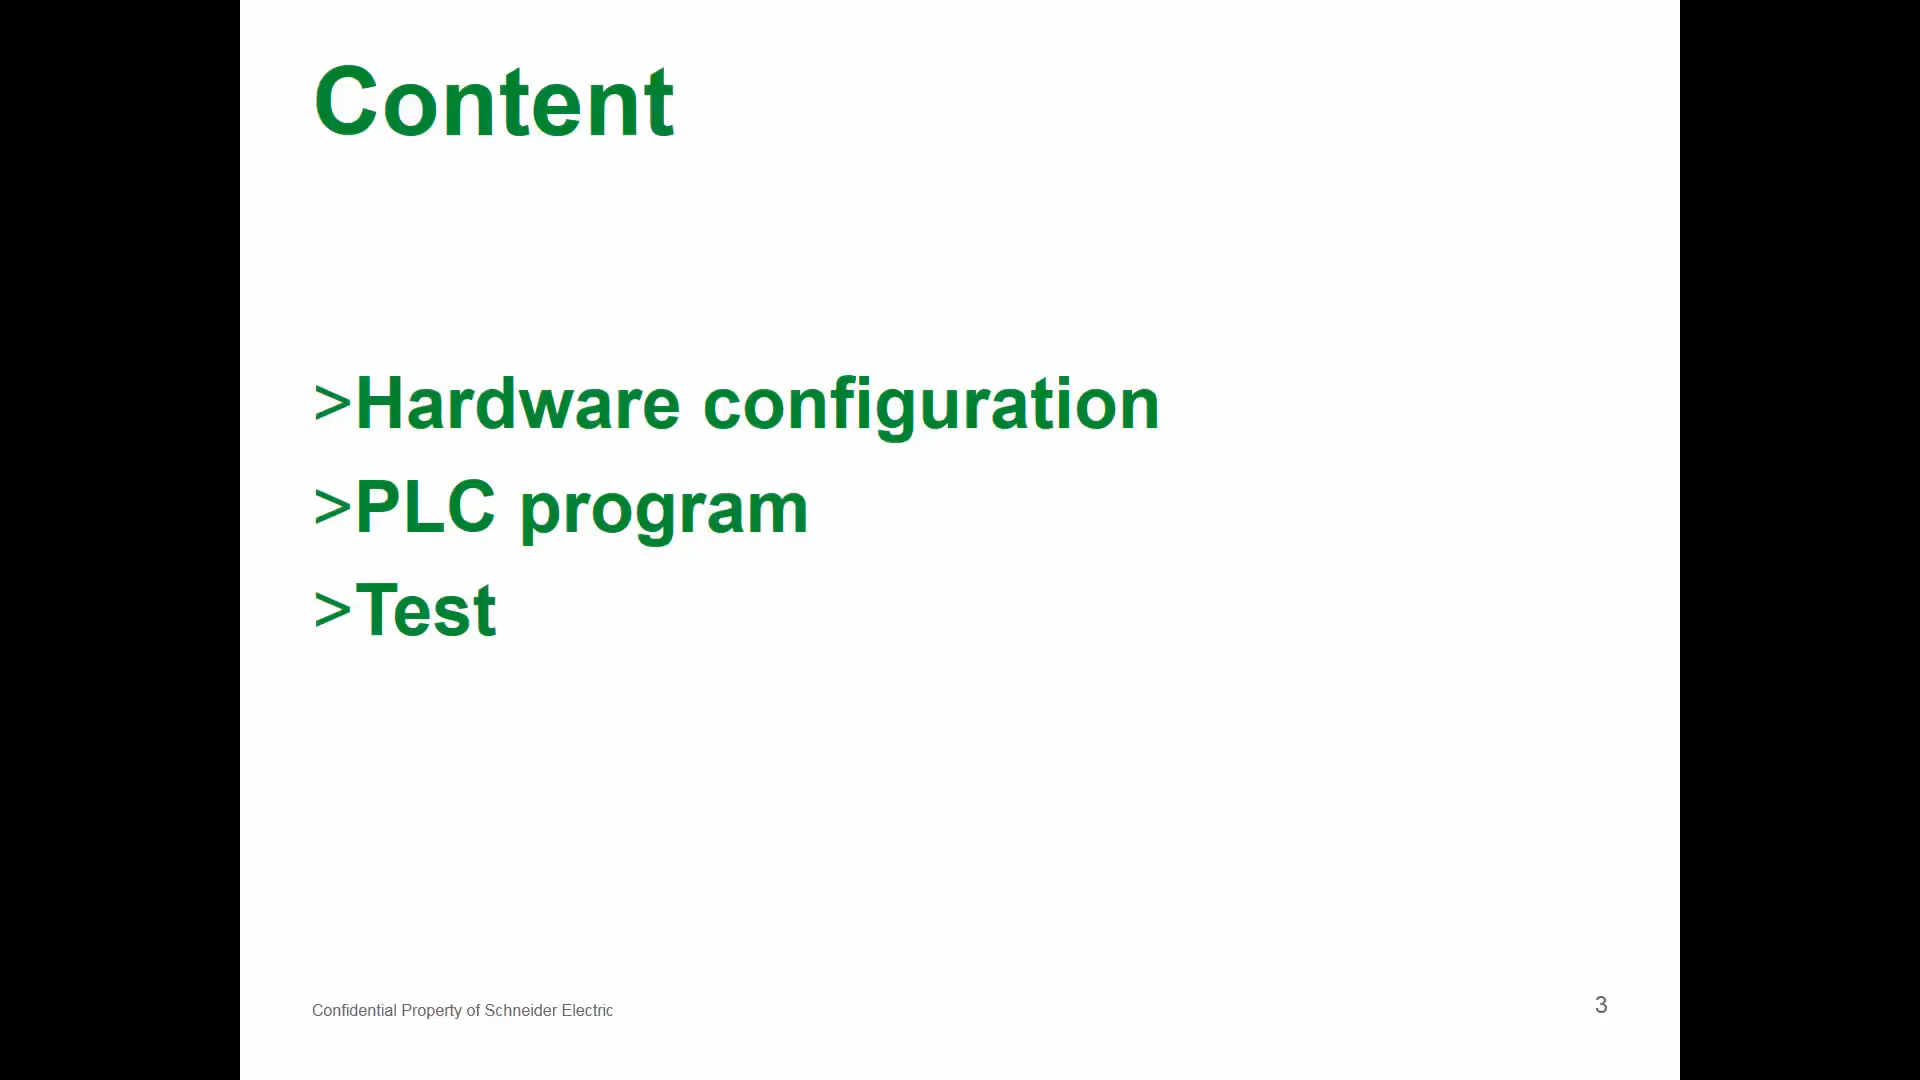 Content
>Hardware configuration
>PLC program
>Test
Confidential Property of Schneider Electric
3